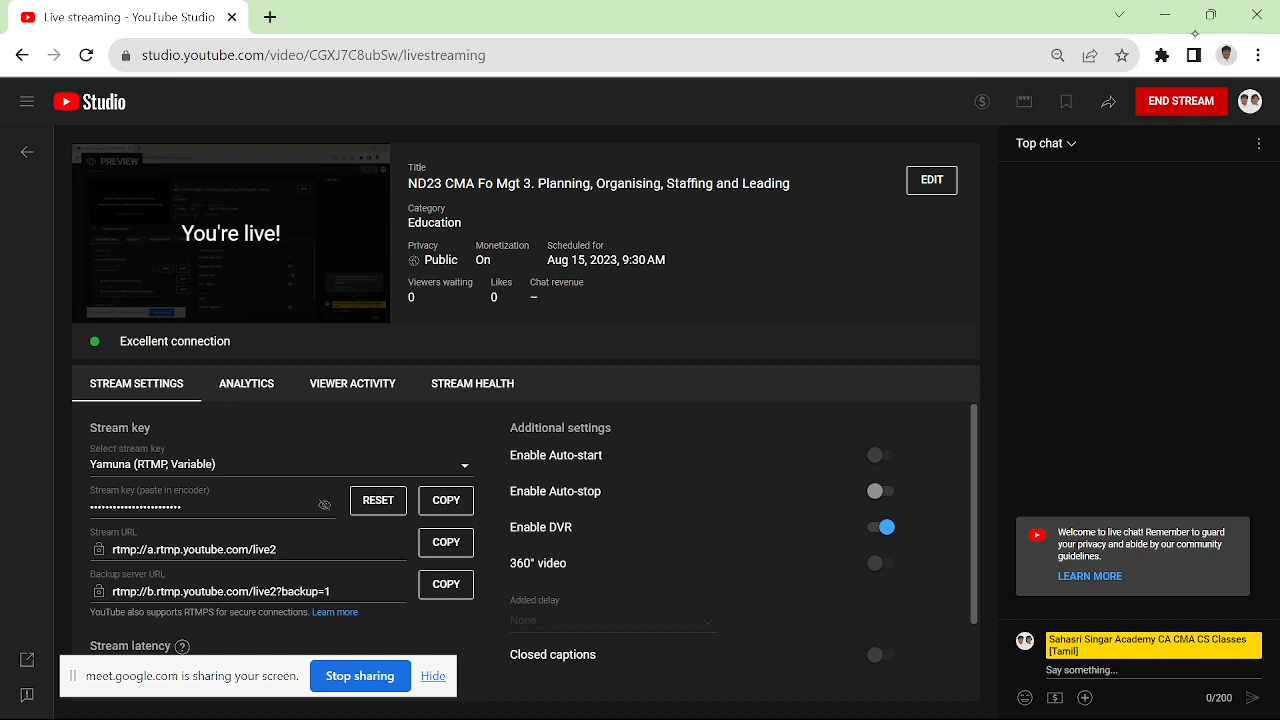 Live streaming - YouTube Studio
studio.youtube.com/video/CGXJ7C8ubSw/livestreaming
Studio
END STREAM
PREVIEW
You're live!
Title
ND23 CMA Fo Mgt 3. Planning, Organising, Staffing and Leading
EDIT
Category
Education
Privacy Monetization Scheduled for
Public On Aug 15, 2023, 9:30 AM
Viewers waiting Likes Chat revenue
0 0 –
Excellent connection
STREAM SETTINGS ANALYTICS VIEWER ACTIVITY STREAM HEALTH
Stream key
Select stream key
Yamuna (RTMP, Variable)
Stream key (paste in encoder)
••••••••••••••••••••••••
RESET COPY
Stream URL
rtmp://a.rtmp.youtube.com/live2
COPY
Backup server URL
rtmp://b.rtmp.youtube.com/live2?backup=1
COPY
YouTube also supports RTMPS for secure connections. Learn more
Stream latency ?
Additional settings
Enable Auto-start
Enable Auto-stop
Enable DVR
360° video
Added delay
None
Closed captions
meet.google.com is sharing your screen. Stop sharing Hide
Top chat
Welcome to live chat! Remember to guard
your privacy and abide by our community
guidelines.
LEARN MORE
Sahasri Singar Academy CA CMA CS Classes
[Tamil]
Say something...
0/200